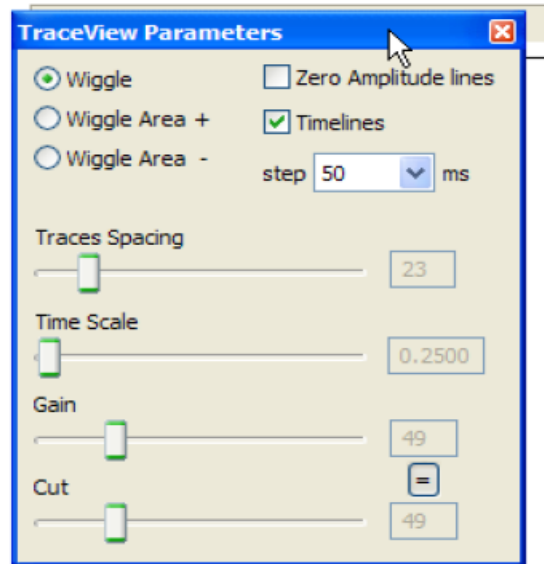 TraceView Parameters
Wiggle
Zero Amplitude lines
Wiggle Area +
Timelines
Wiggle Area -
step 50 ms
Traces Spacing
23
Time Scale
0.2500
Gain
49
=
Cut
49